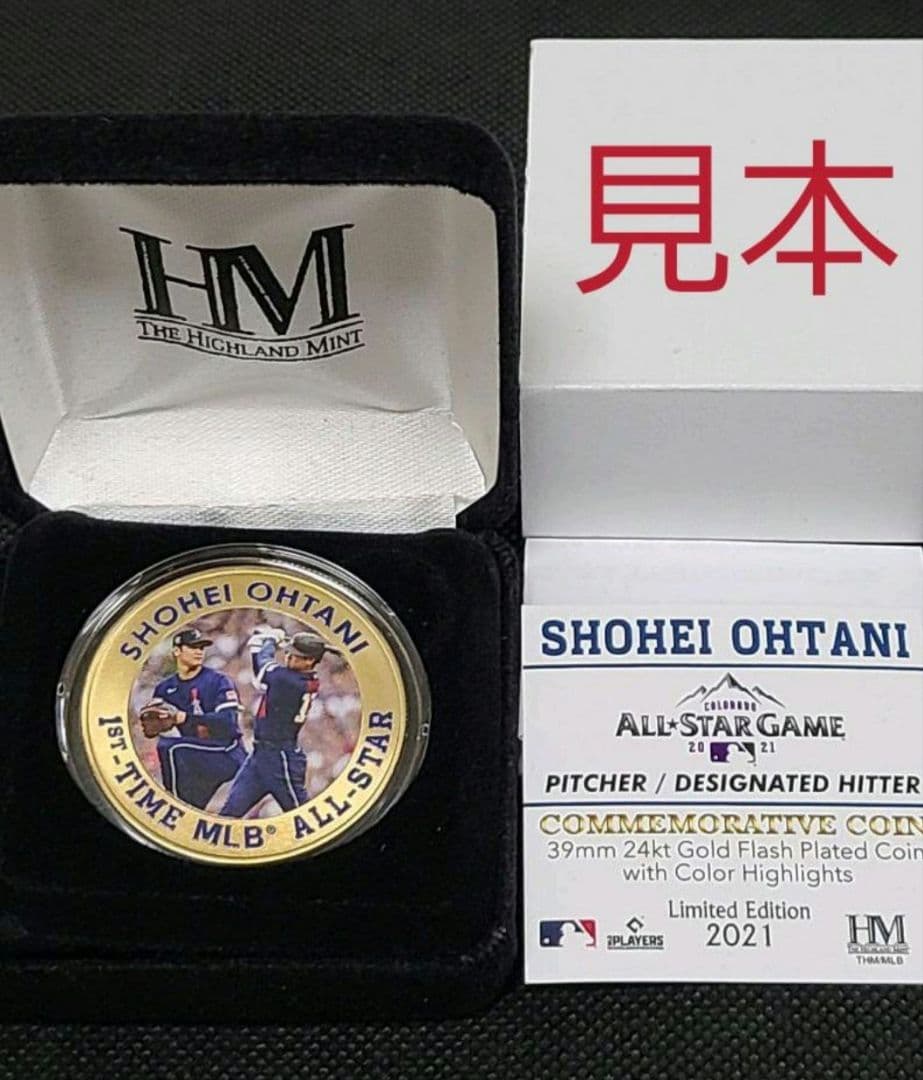 HM
THE HIGHLAND MINT
見本
SHOHEI OHTANI
1ST-TIME MLB® ALL-STAR
SHOHEI OHTANI
COLORADO
ALL★STAR GAME
20 21
PITCHER / DESIGNATED HITTER
COMMEMORATIVE COIN
39mm 24kt Gold Flash Plated Coin
with Color Highlights
Limited Edition
2021
PLAYERS
HM
THE HIGHLAND MINT
THM/MLB